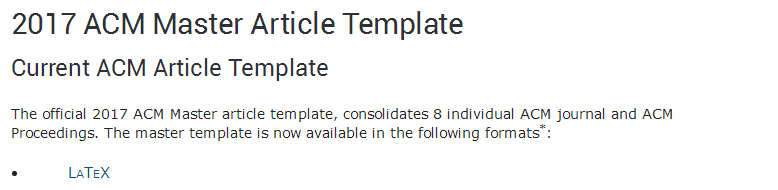 2017 ACM Master Article Template
Current ACM Article Template
The official 2017 ACM Master article template, consolidates 8 individual ACM journal and ACM
Proceedings. The master template is now available in the following formats*:
• LaTeX